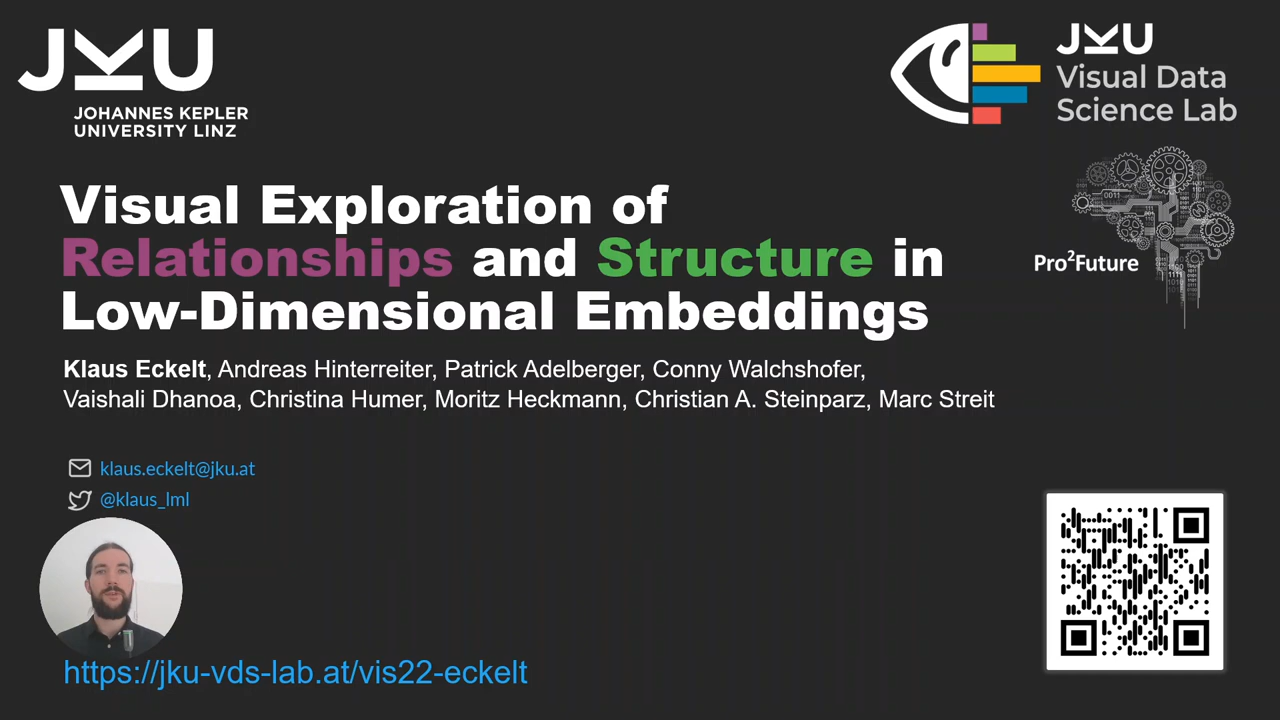 JKU
JOHANNES KEPLER
UNIVERSITY LINZ
JKU
Visual Data
Science Lab
Visual Exploration of
Relationships and Structure in
Low-Dimensional Embeddings
Pro²Future
Klaus Eckelt, Andreas Hinterreiter, Patrick Adelberger, Conny Walchshofer,
Vaishali Dhanoa, Christina Humer, Moritz Heckmann, Christian A. Steinparz, Marc Streit
klaus.eckelt@jku.at
@klaus_lml
https://jku-vds-lab.at/vis22-eckelt